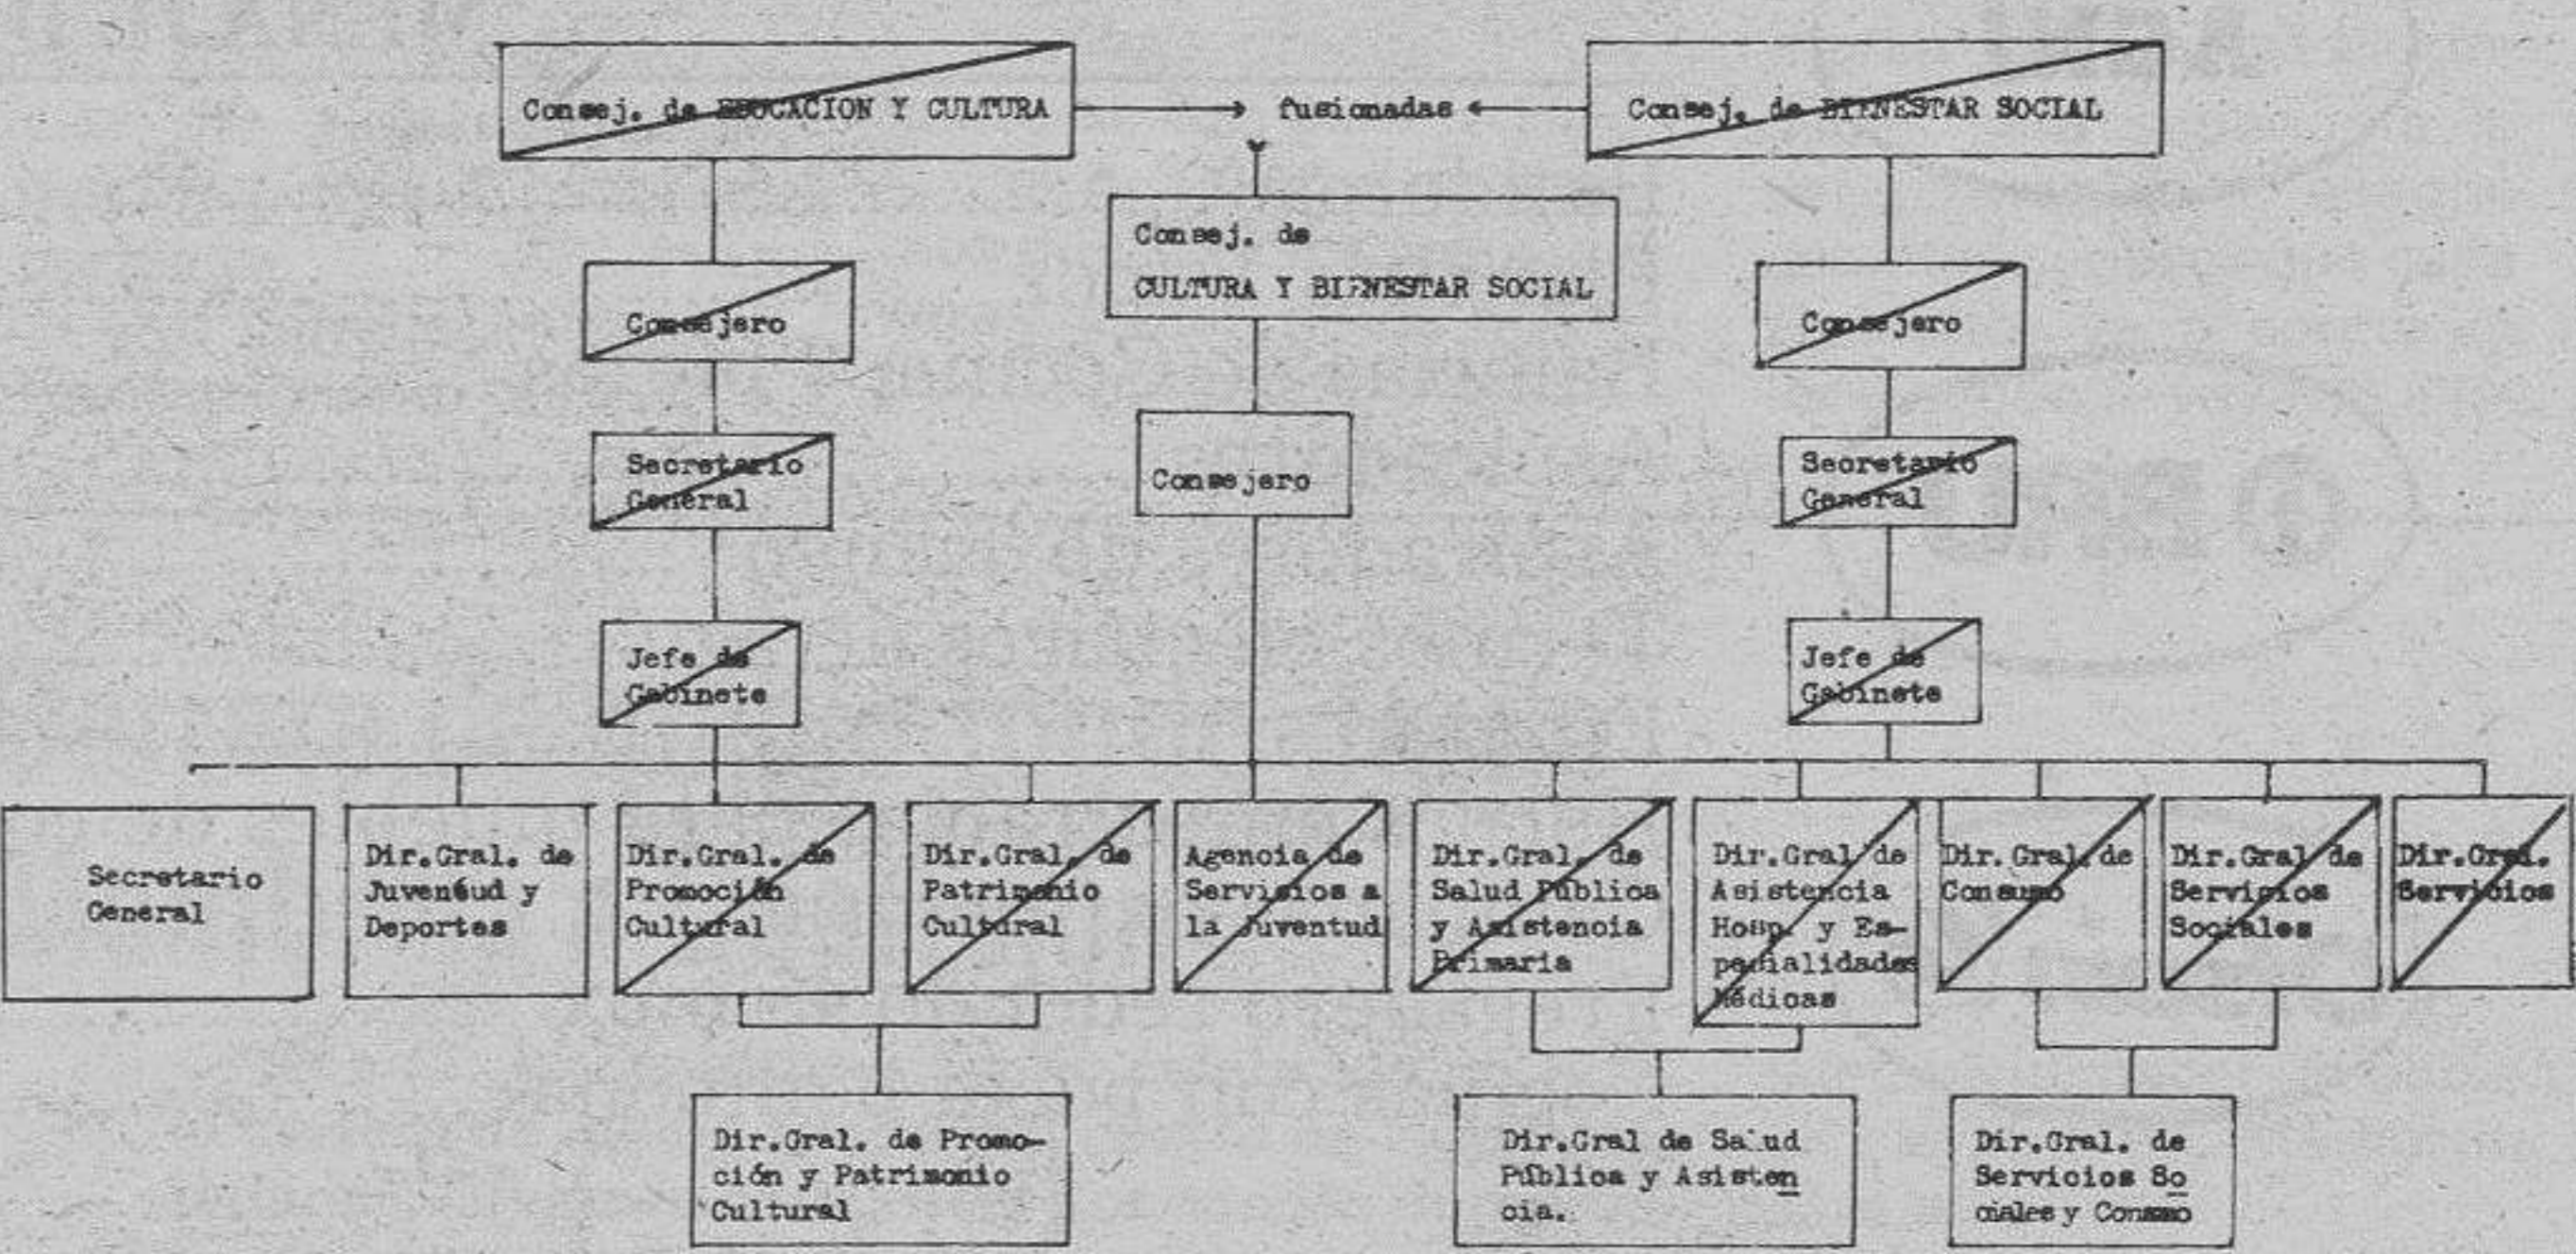 Consej. de EDUCACION Y CULTURA
fusionadas
Consej. de BIENESTAR SOCIAL
Consej. de
CULTURA Y BIENESTAR SOCIAL
Consejero
Consejero
Secretario
General
Consejero
Secretario
General
Jefe de
Gabinete
Jefe de
Gabinete
Secretario
General
Dir.Gral. de
Juventud y
Deportes
Dir.Gral. de
Promoción
Cultural
Dir.Gral. de
Patrimonio
Cultural
Agencia de
Servicios a
la Juventud
Dir.Gral. de
Salud Pública
y Asistencia
Primaria
Dir.Gral de
Asistencia
Hosp. y Es-
pecialidades
Médicas
Dir. Gral de
Consumo
Dir.Gral de
Servicios
Sociales
Dir.Gral.
Servicios
Dir.Gral. de Promo-
ción y Patrimonio
Cultural
Dir.Gral de Salud
Pública y Asisten
cia.
Dir.Gral. de
Servicios So
ciales y Consumo